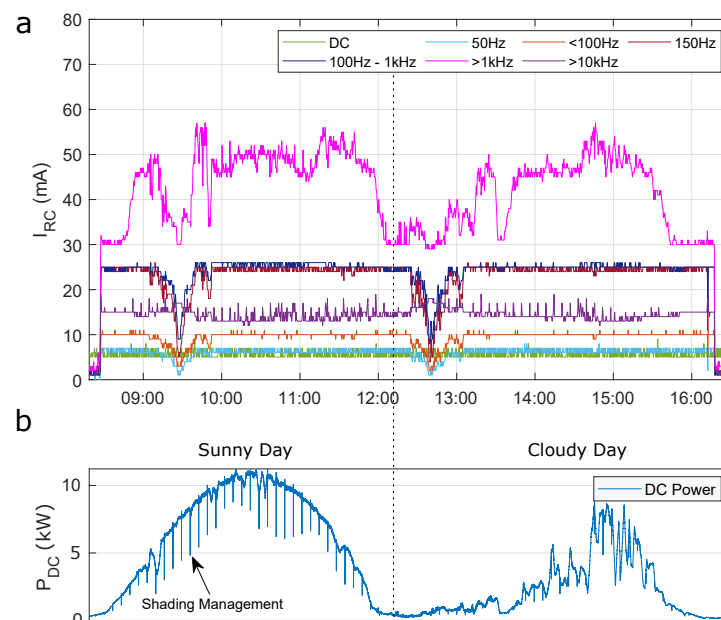 a
80
70
60
50
40
30
20
10
0
I_RC (mA)
DC 50Hz <100Hz 150Hz
100Hz - 1kHz >1kHz >10kHz
09:00 10:00 11:00 12:00 13:00 14:00 15:00 16:00
b
Sunny Day Cloudy Day
10
5
0
P_DC (kW)
DC Power
Shading Management